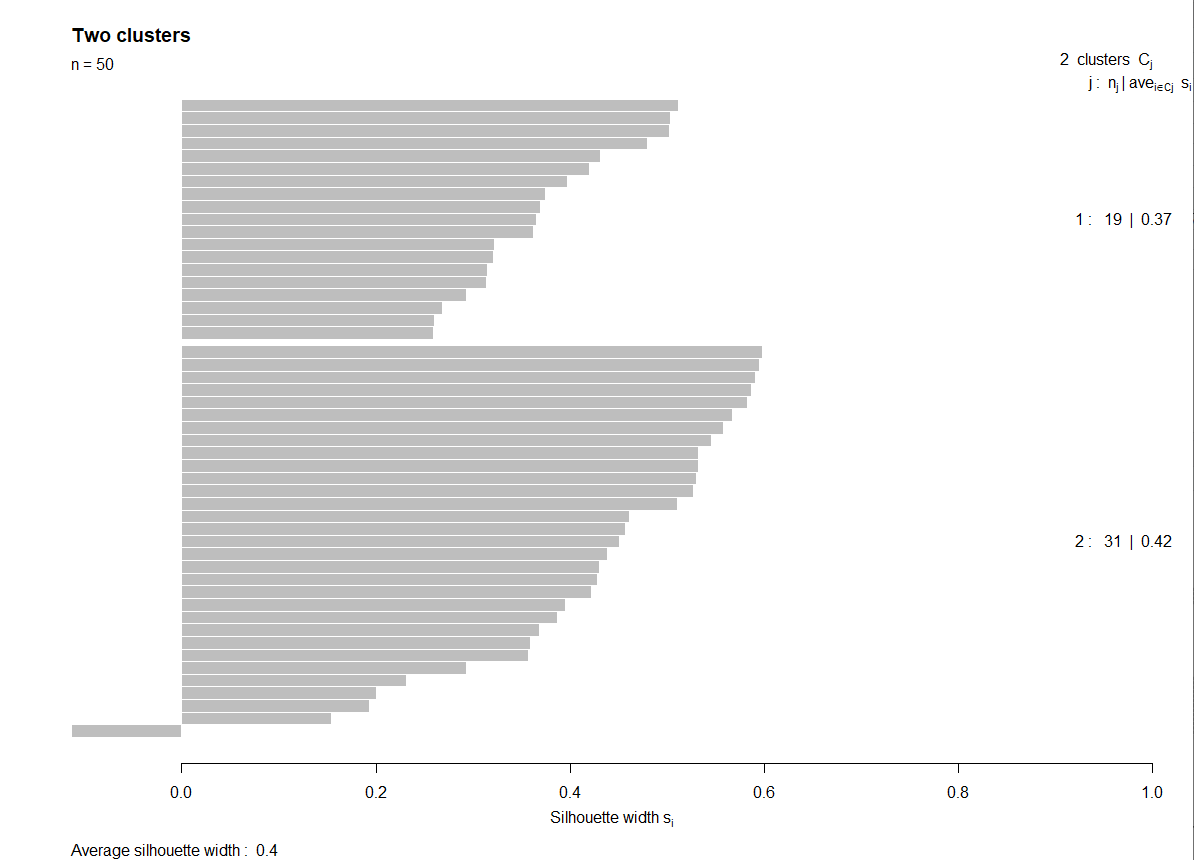 Two clusters
n = 50
2 clusters Cj
j : nj | avei∈Cj si
1 : 19 | 0.37
2 : 31 | 0.42
0.0 0.2 0.4 0.6 0.8 1.0
Silhouette width si
Average silhouette width : 0.4